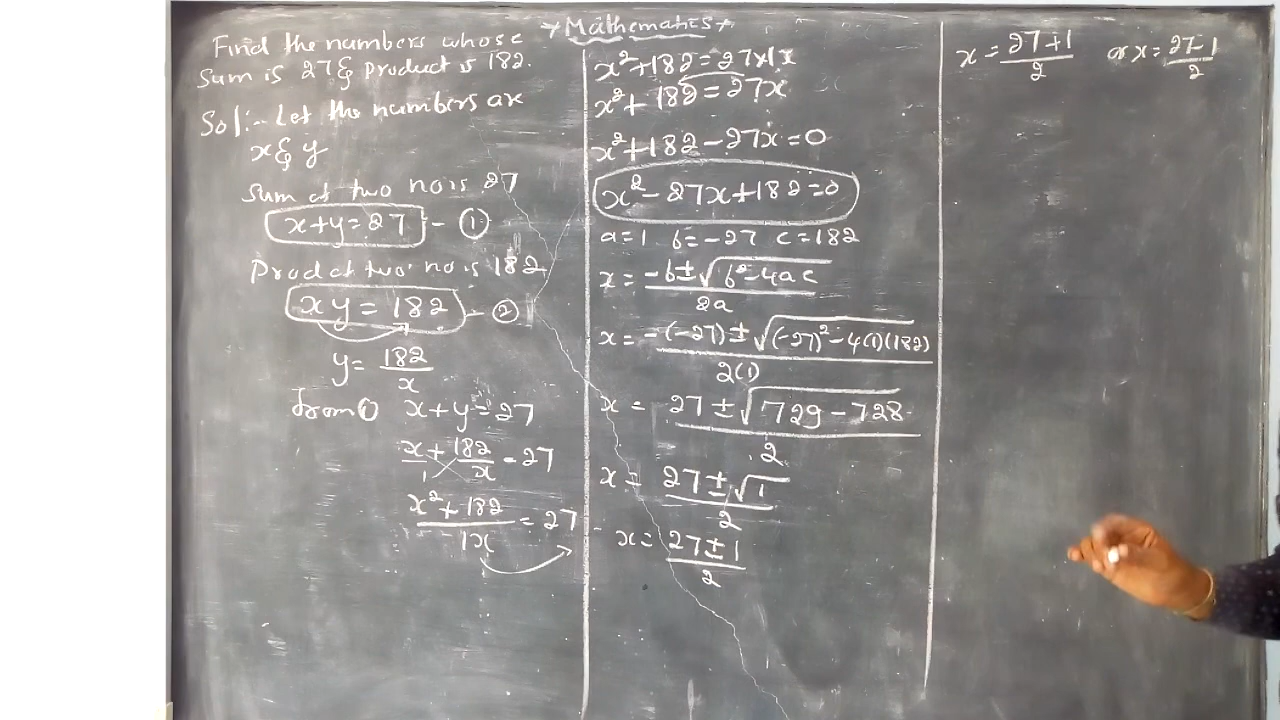 Mathematics
Find the numbers whose
Sum is 27 & product is 182.
Sol:- Let the numbers are
x & y
Sum of two no is 27
x+y=27 - ①
Prod of two no is 182
xy = 182 - ②
y = 182/x
from ① x+y=27
x/1 + 182/x = 27
x²+182/1x = 27
x²+182=27×1x
x²+182=27x
x²+182-27x=0
x²-27x+182=0
a=1 b=-27 c=182
x = -b±√b²-4ac/2a
x = -(-27)±√(-27)²-4(1)(182)/2(1)
x = 27±√729-728/2
x = 27±√1/2
x = 27±1/2
x = 27+1/2 or x = 27-1/2